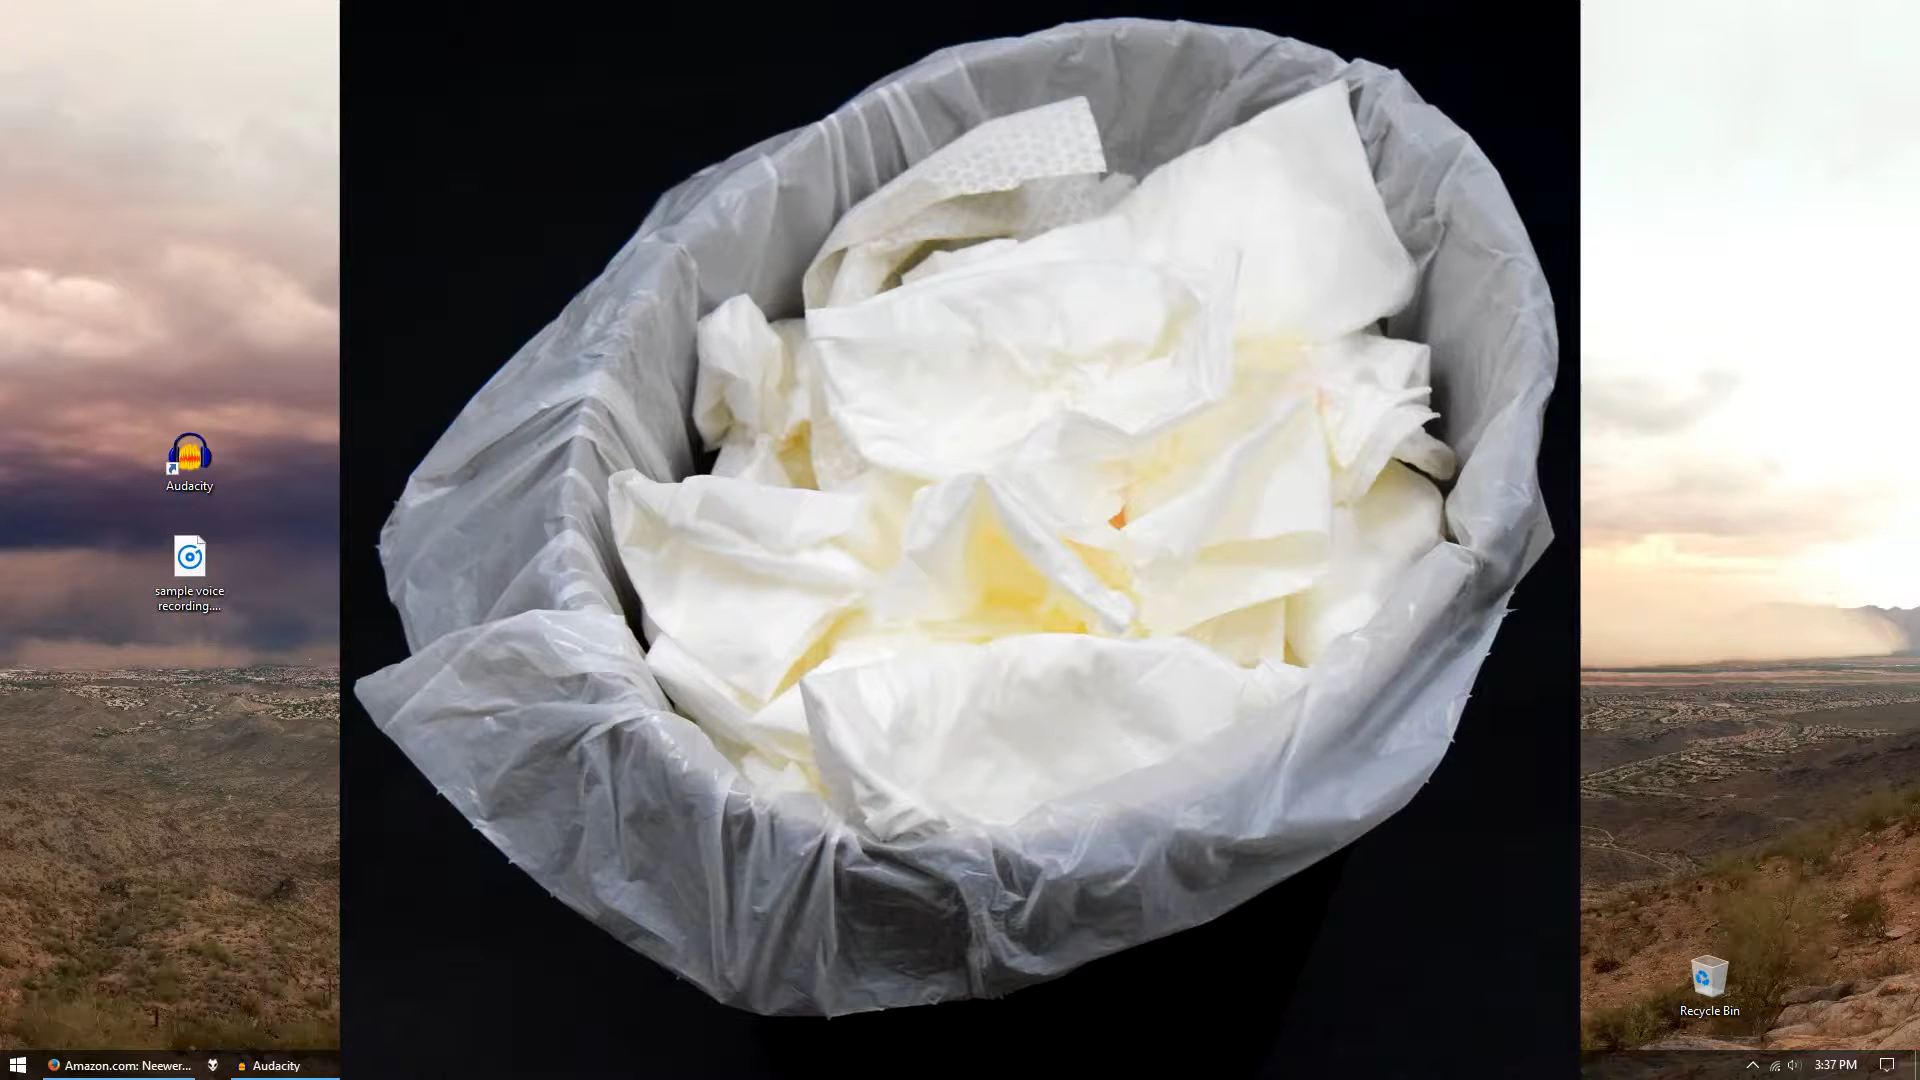 Audacity
sample voice
recording....
Recycle Bin
Amazon.com: Neewer...
Audacity
3:37 PM